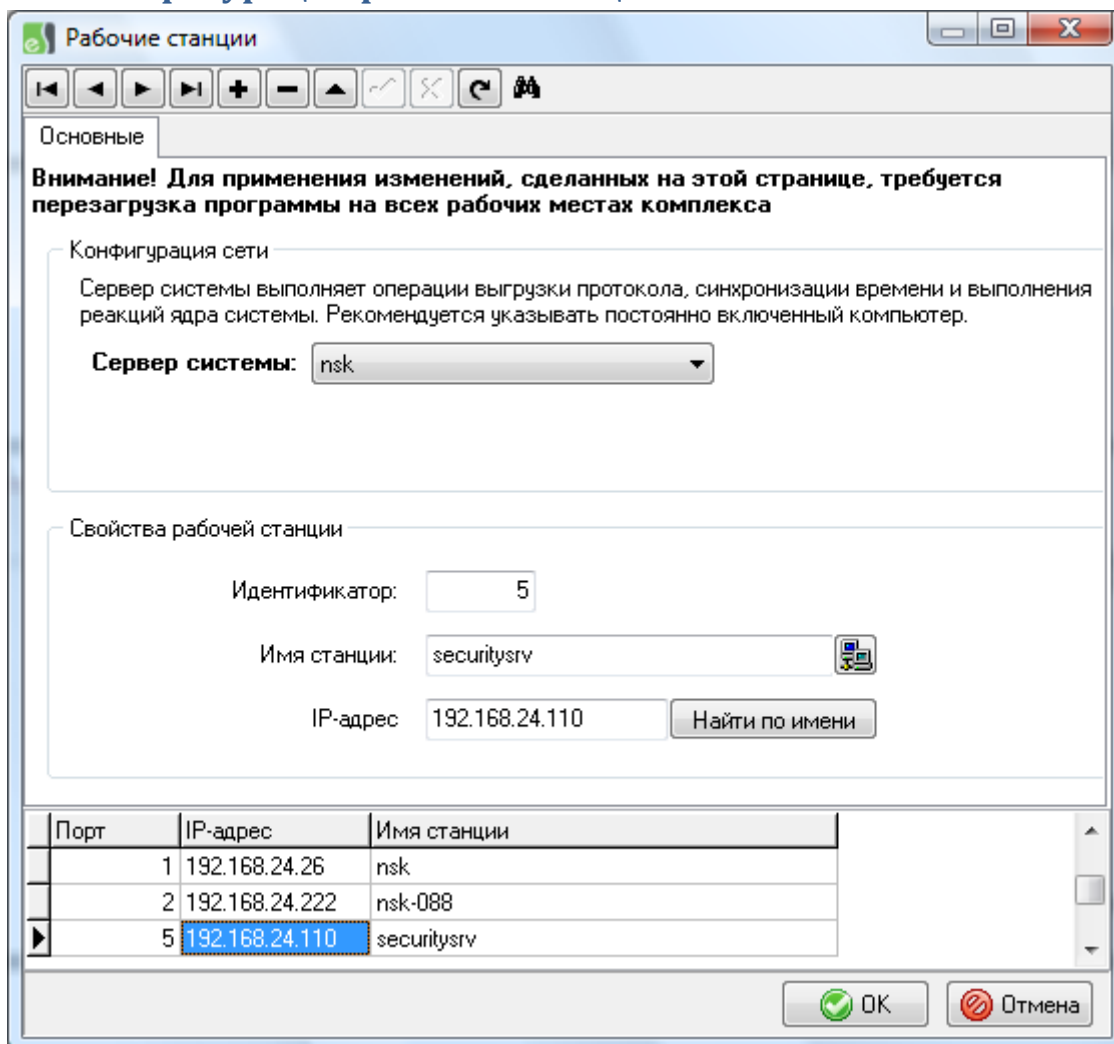 Рабочие станции
Основные
Внимание! Для применения изменений, сделанных на этой странице, требуется
перезагрузка программы на всех рабочих местах комплекса
Конфигурация сети
Сервер системы выполняет операции выгрузки протокола, синхронизации времени и выполнения
реакций ядра системы. Рекомендуется указывать постоянно включенный компьютер.
Сервер системы: nsk
Свойства рабочей станции
Идентификатор: 5
Имя станции: securitysrv
IP-адрес 192.168.24.110 Найти по имени
Порт IP-адрес Имя станции
1 192.168.24.26 nsk
2 192.168.24.222 nsk-088
5 192.168.24.110 securitysrv
OK Отмена